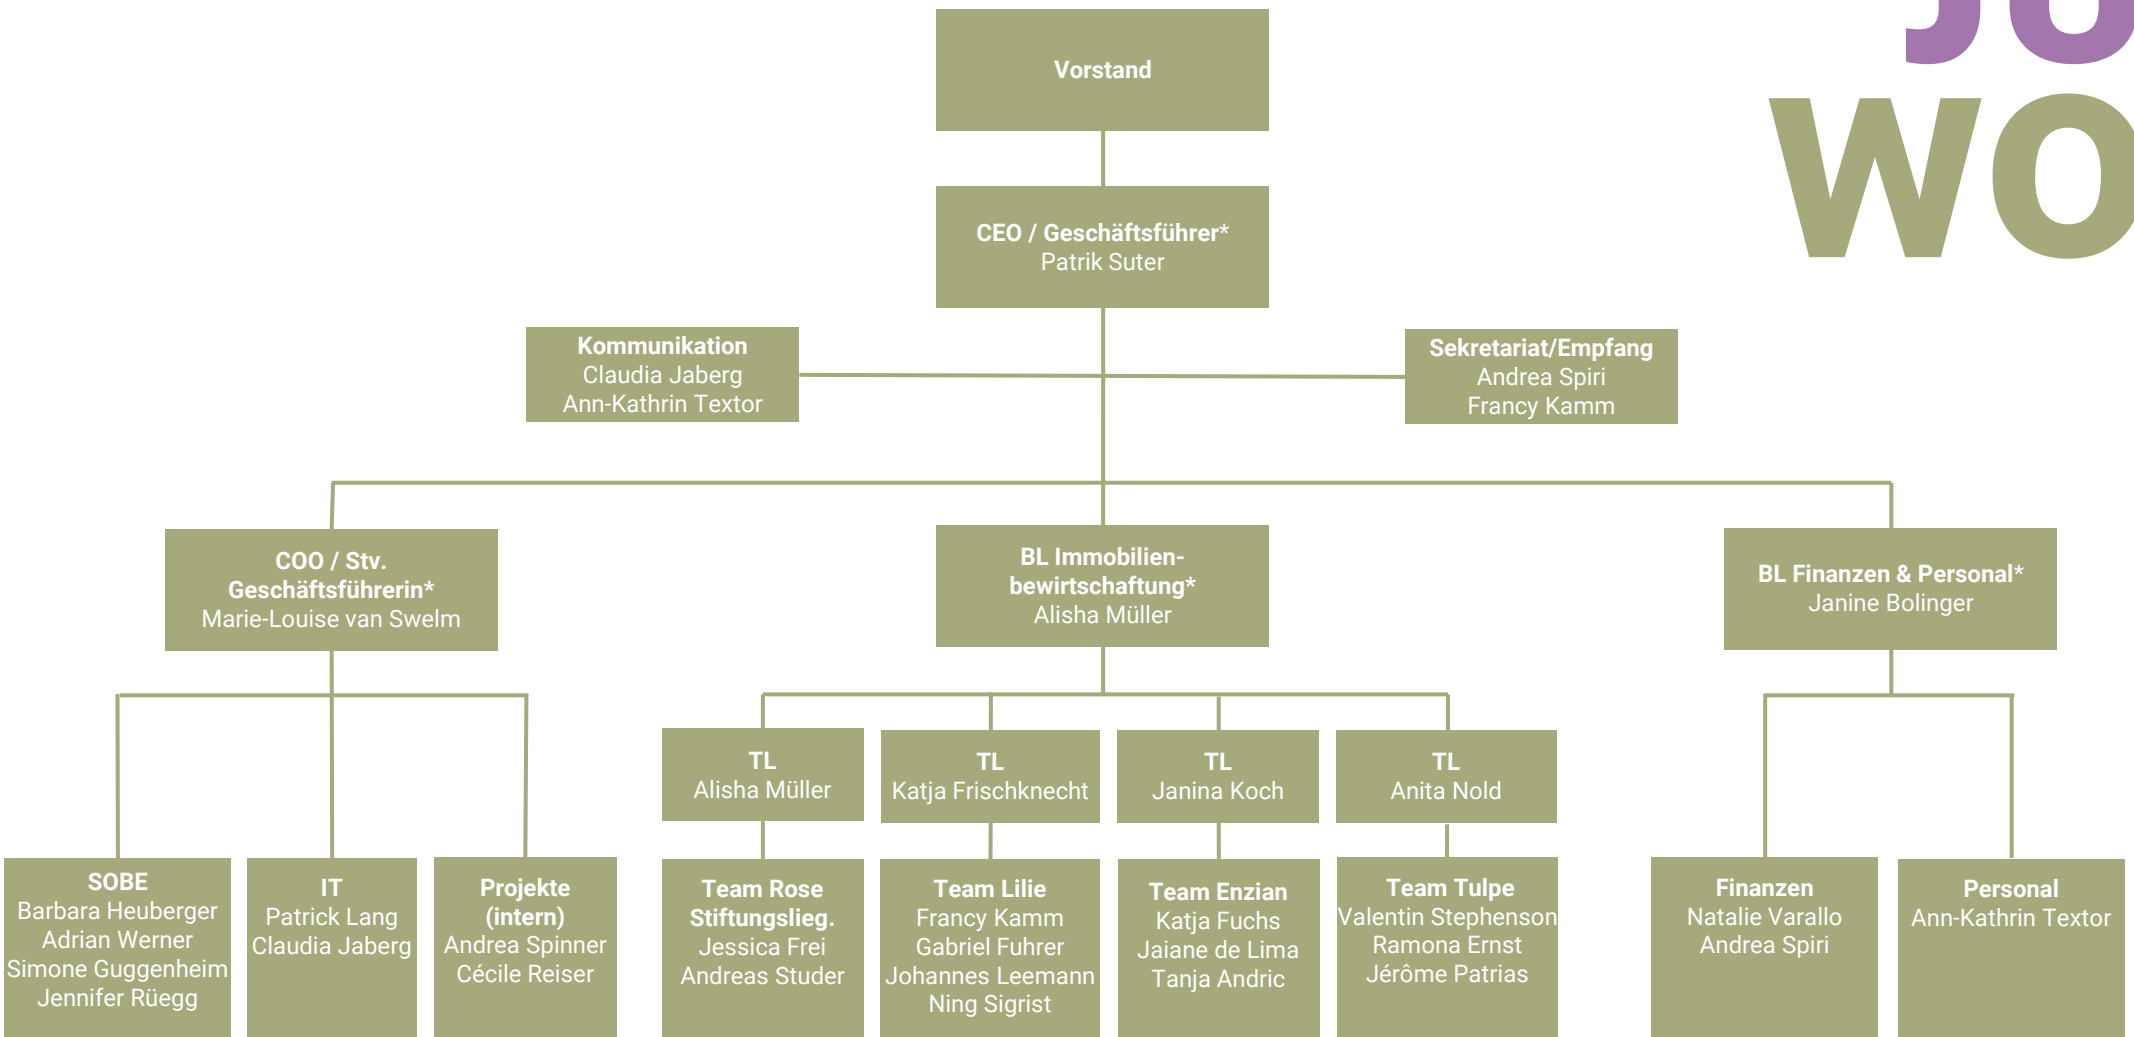 JU
WO
Vorstand
CEO / Geschäftsführer*
Patrik Suter
Kommunikation
Claudia Jaberg
Ann-Kathrin Textor
Sekretariat/Empfang
Andrea Spiri
Francy Kamm
COO / Stv.
Geschäftsführerin*
Marie-Louise van Swelm
BL Immobilien-
bewirtschaftung*
Alisha Müller
BL Finanzen & Personal*
Janine Bolinger
TL
Alisha Müller
TL
Katja Frischknecht
TL
Janina Koch
TL
Anita Nold
SOBE
Barbara Heuberger
Adrian Werner
Simone Guggenheim
Jennifer Rüegg
IT
Patrick Lang
Claudia Jaberg
Projekte
(intern)
Andrea Spinner
Cécile Reiser
Team Rose
Stiftungslieg.
Jessica Frei
Andreas Studer
Team Lilie
Francy Kamm
Gabriel Fuhrer
Johannes Leemann
Ning Sigrist
Team Enzian
Katja Fuchs
Jaiane de Lima
Tanja Andric
Team Tulpe
Valentin Stephenson
Ramona Ernst
Jérôme Patrias
Finanzen
Natalie Varallo
Andrea Spiri
Personal
Ann-Kathrin Textor